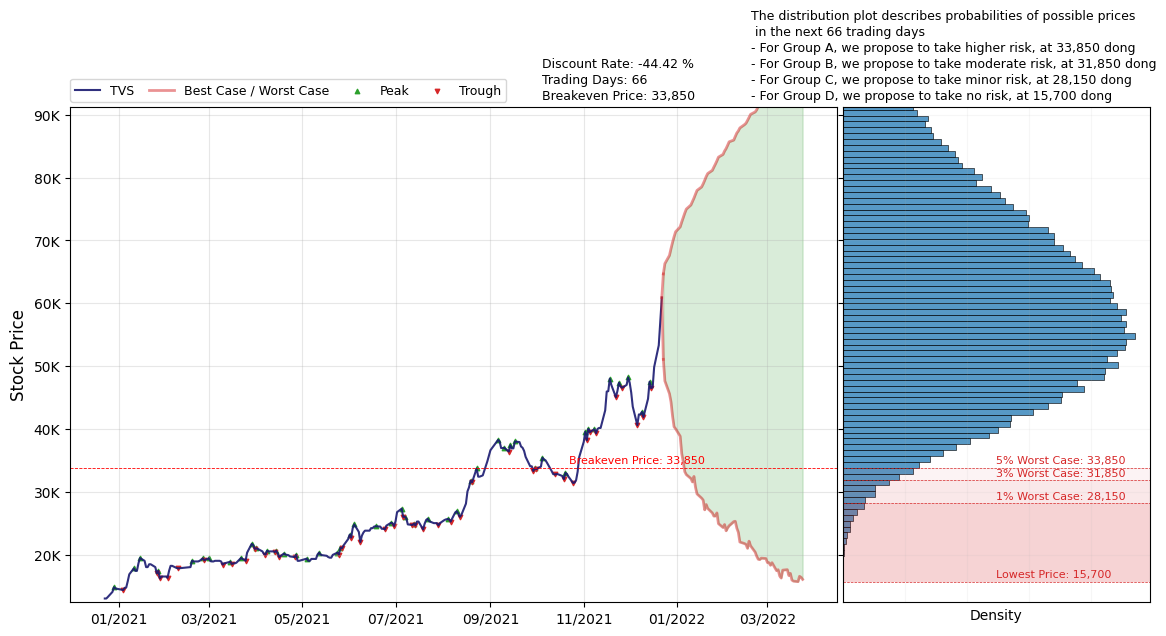 The distribution plot describes probabilities of possible prices
in the next 66 trading days
- For Group A, we propose to take higher risk, at 33,850 dong
- For Group B, we propose to take moderate risk, at 31,850 dong
- For Group C, we propose to take minor risk, at 28,150 dong
- For Group D, we propose to take no risk, at 15,700 dong
Discount Rate: -44.42 %
Trading Days: 66
Breakeven Price: 33,850
TVS
Best Case / Worst Case
Peak
Trough
Stock Price
90K
80K
70K
60K
50K
40K
30K
20K
Breakeven Price: 33,850
5% Worst Case: 33,850
3% Worst Case: 31,850
1% Worst Case: 28,150
Lowest Price: 15,700
01/2021
03/2021
05/2021
07/2021
09/2021
11/2021
01/2022
03/2022
Density